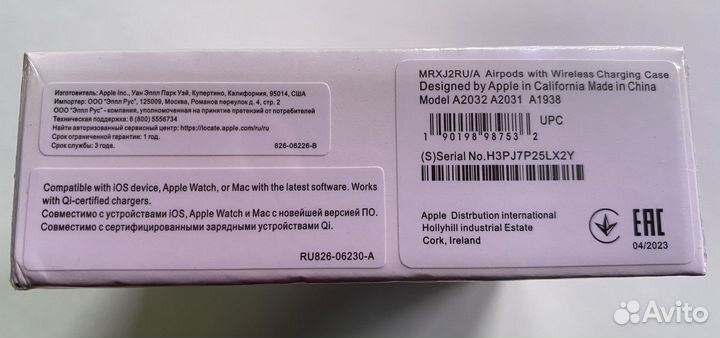 Изготовитель: Apple Inc., Уан Эппл Парк Уэй, Купертино, Калифорния, 95014, США
Импортер: ООО "Эппл Рус", 125009, Москва, Романов переулок д. 4, стр. 2
ООО "Эппл Рус" - компания, уполномоченная на принятие претензий от потребителей
Техническая поддержка: 8 (800) 5556734
Найти авторизованный сервисный центр: https://locate.apple.com/ru/ru
Срок ограниченной гарантии: 1 год.
Срок службы: 3 года. 826-06226-B
Compatible with iOS device, Apple Watch, or Mac with the latest software. Works
with Qi-certified chargers.
Совместимо с устройствами iOS, Apple Watch и Mac с новейшей версией ПО.
Совместимо с сертифицированными зарядными устройствами Qi.
RU826-06230-A
MRXJ2RU/A Airpods with Wireless Charging Case
Designed by Apple in California Made in China
Model A2032 A2031 A1938
UPC
1 90198 98753 2
(S)Serial No.H3PJ7P25LX2Y
Apple Distrbution international
Hollyhill industrial Estate
Cork, Ireland
EAC
04/2023
Avito